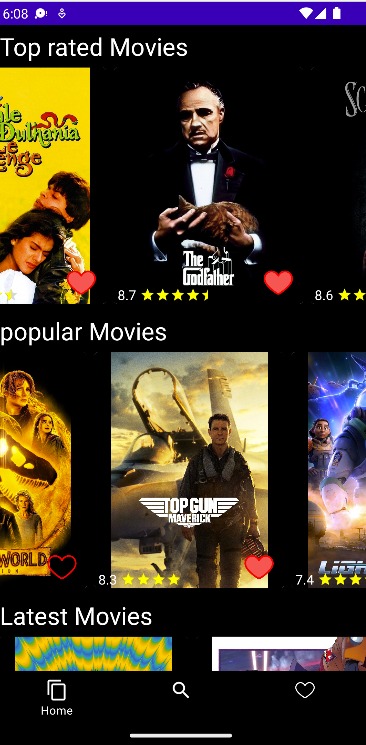 6:08
Top rated Movies
Dulhania
Le
enge
The
Godfather
8.7
8.6
popular Movies
WORLD
TOP GUN
MAVERICK
8.3
7.4
Latest Movies
Home